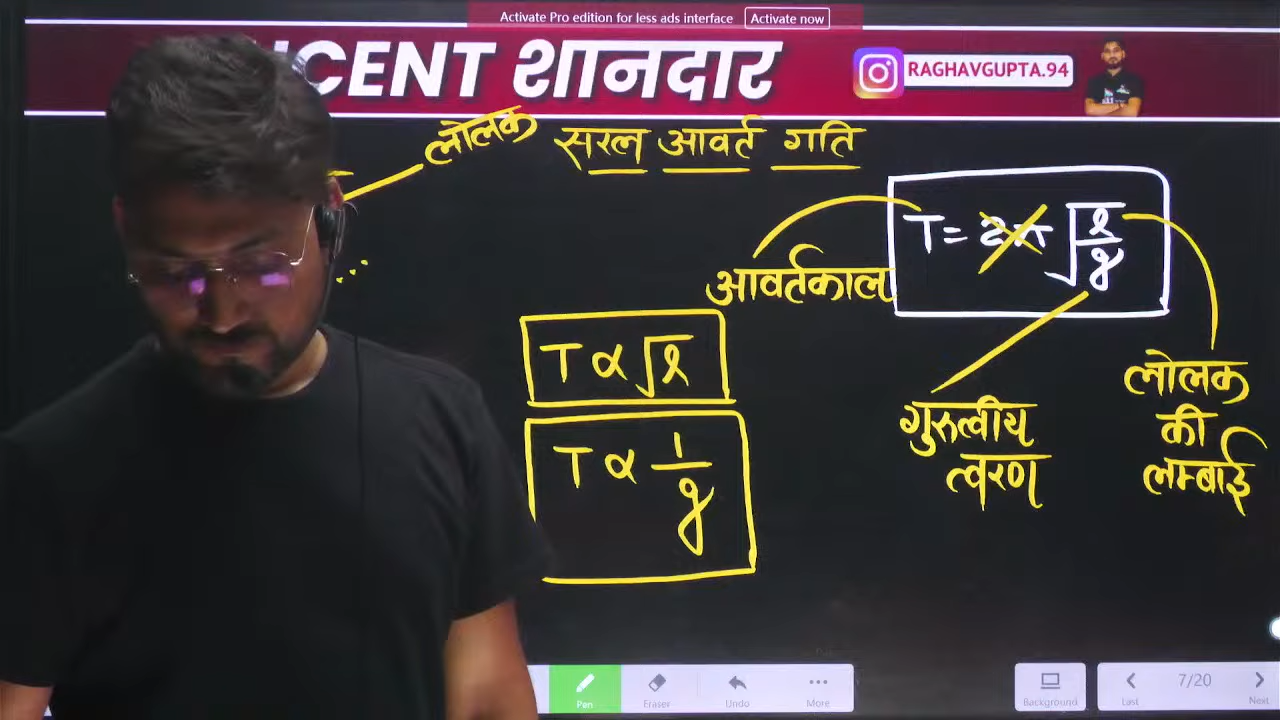 Activate Pro edition for less ads interface Activate now
CENT शानदार
RAGHAVGUPTA.94
लोलक सरल आवर्त गति
T = 2π √l/g
आवर्तकाल
T ∝ √l
T ∝ 1/g
गुरुत्वीय
त्वरण
लोलक
की
लम्बाई
Pen
Eraser
Undo
More
Background
Last
7/20
Next